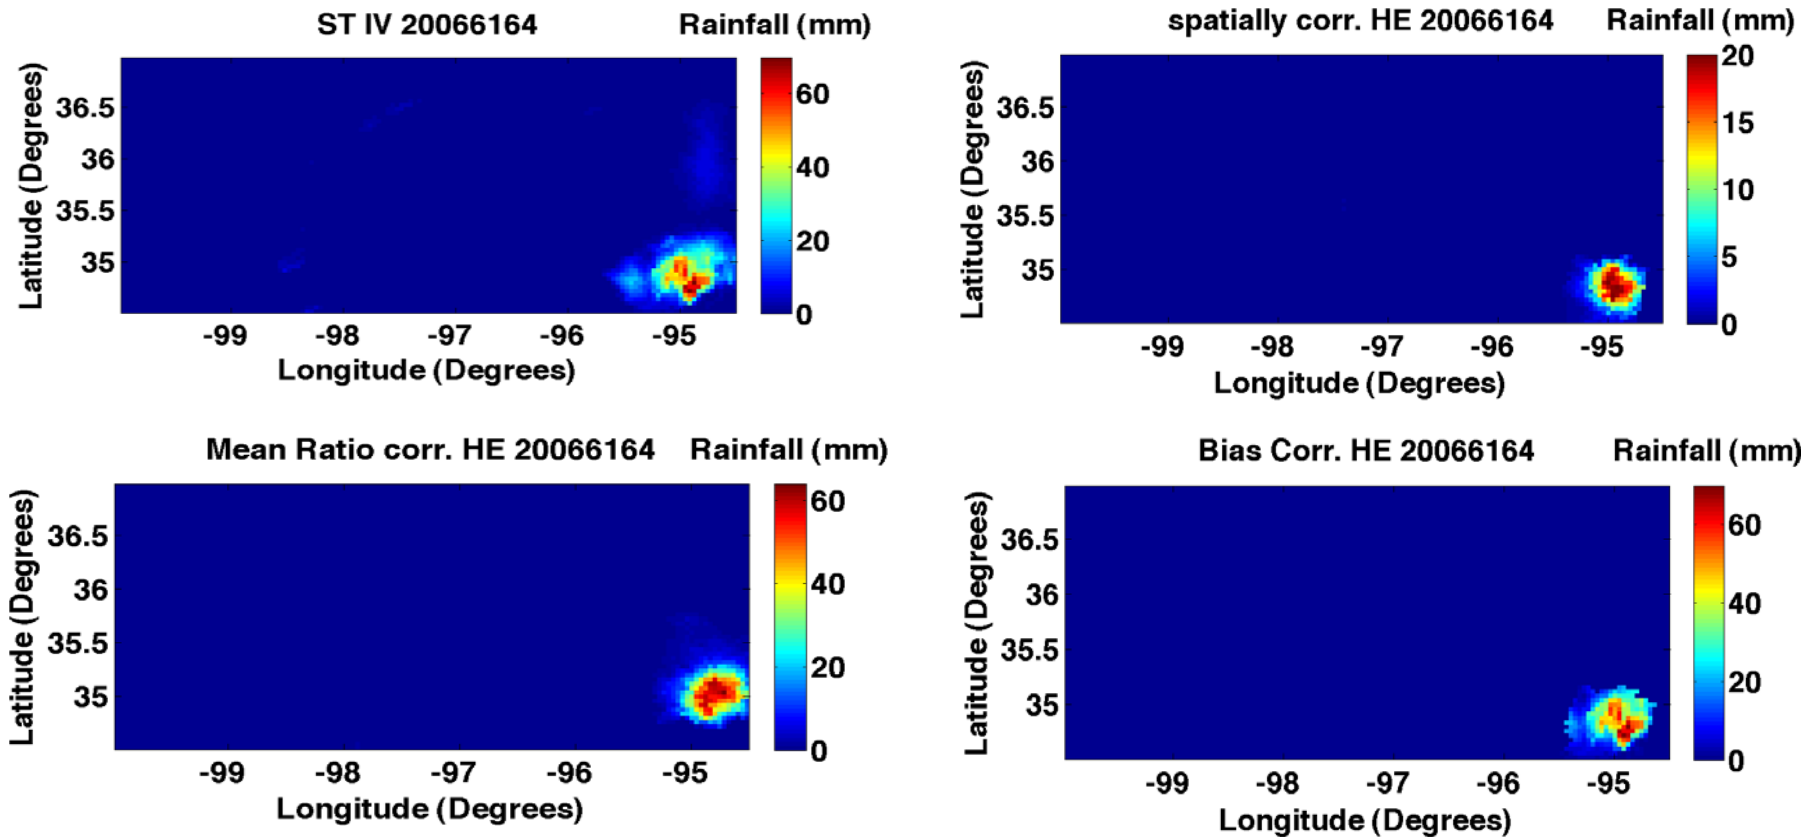 ST IV 20066164 Rainfall (mm)
Latitude (Degrees)
36.5
36
35.5
35
60
40
20
0
-99 -98 -97 -96 -95
Longitude (Degrees)
spatially corr. HE 20066164 Rainfall (mm)
Latitude (Degrees)
36.5
36
35.5
35
20
15
10
5
0
-99 -98 -97 -96 -95
Longitude (Degrees)
Mean Ratio corr. HE 20066164 Rainfall (mm)
Latitude (Degrees)
36.5
36
35.5
35
60
40
20
0
-99 -98 -97 -96 -95
Longitude (Degrees)
Bias Corr. HE 20066164 Rainfall (mm)
Latitude (Degrees)
36.5
36
35.5
35
60
40
20
0
-99 -98 -97 -96 -95
Longitude (Degrees)